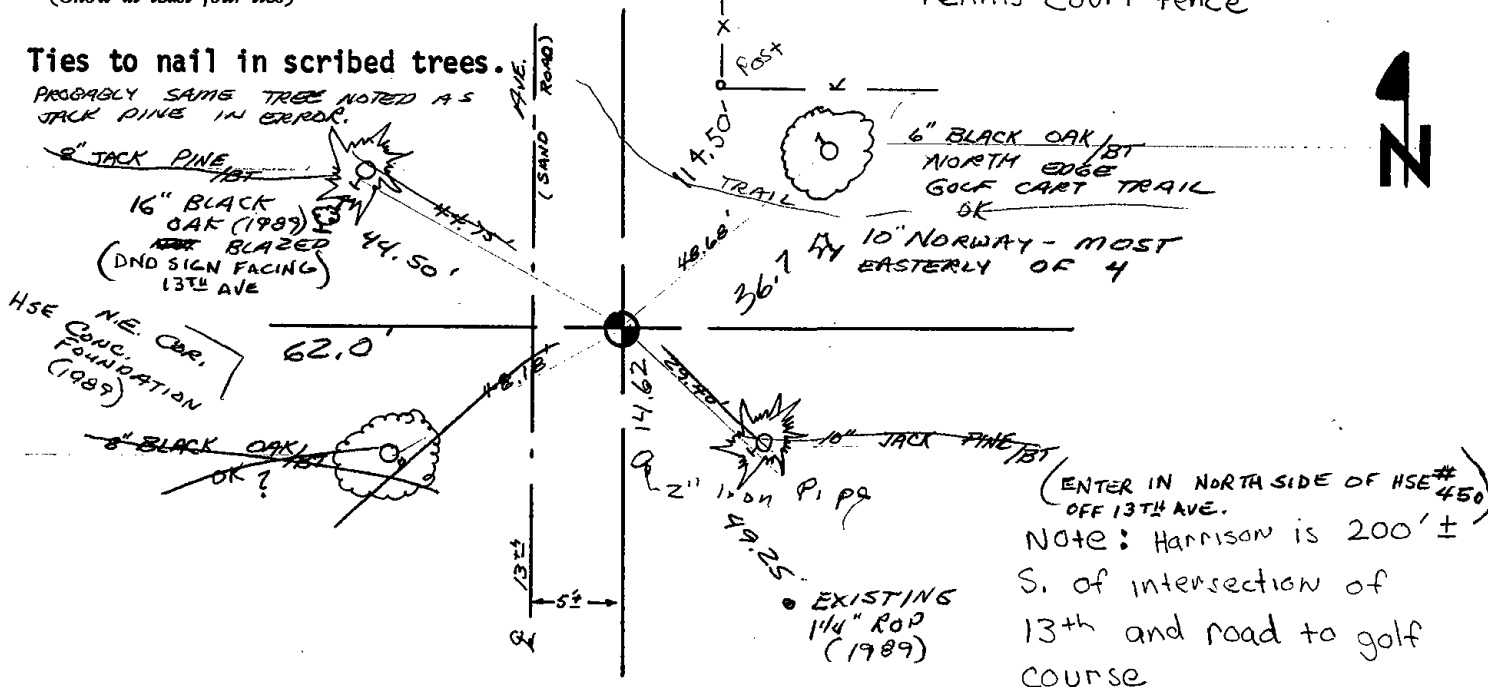 (Show at least four ties)
Tennis Court fence
Ties to nail in scribed trees.
PROBABLY SAME TREE NOTED AS
JACK PINE IN ERROR.
8" JACK PINE/BT
16" BLACK
OAK (1989)
BLAZED
(DND SIGN FACING)
13TH AVE
44.75'
44.50'
AVE.
(SAND ROAD)
X
Post
114.50'
TRAIL
6" BLACK OAK/BT
NORTH EDGE
GOLF CART TRAIL
OK
N
48.68'
36.7
10" NORWAY - MOST
EASTERLY OF 4
HSE N.E. COR.
CONC.
FOUNDATION
(1989)
62.0'
48.18'
8" BLACK OAK/BT
OK?
14.62
2" Iron Pipe
29.40'
10" JACK PINE/BT
(ENTER IN NORTH SIDE OF HSE #450)
OFF 13TH AVE.
49.25
EXISTING
1 1/4" ROD
(1989)
13th
5±
Note: Harrison is 200' ±
S. of intersection of
13th and road to golf
course